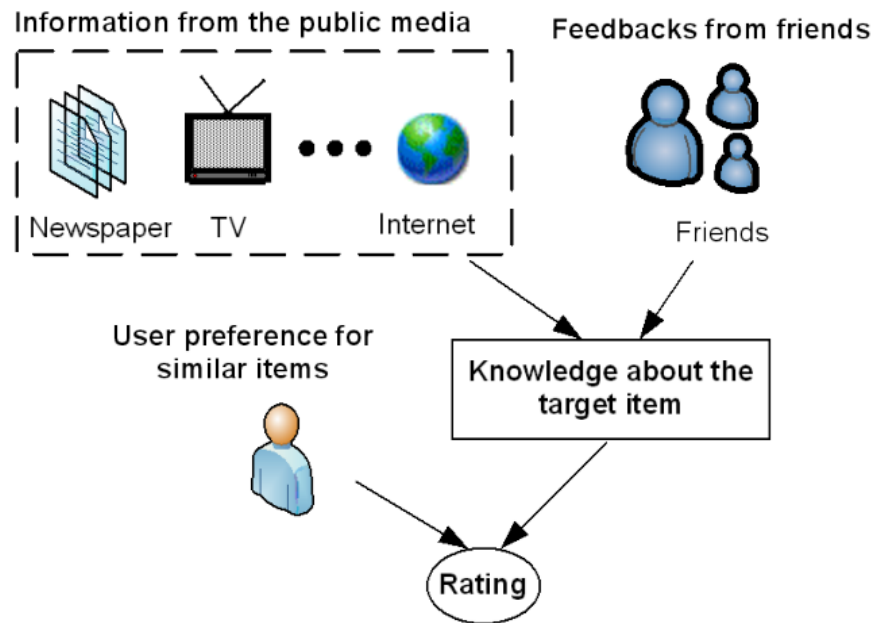 Information from the public media
Feedbacks from friends
Newspaper
TV
Internet
Friends
User preference for
similar items
Knowledge about the
target item
Rating